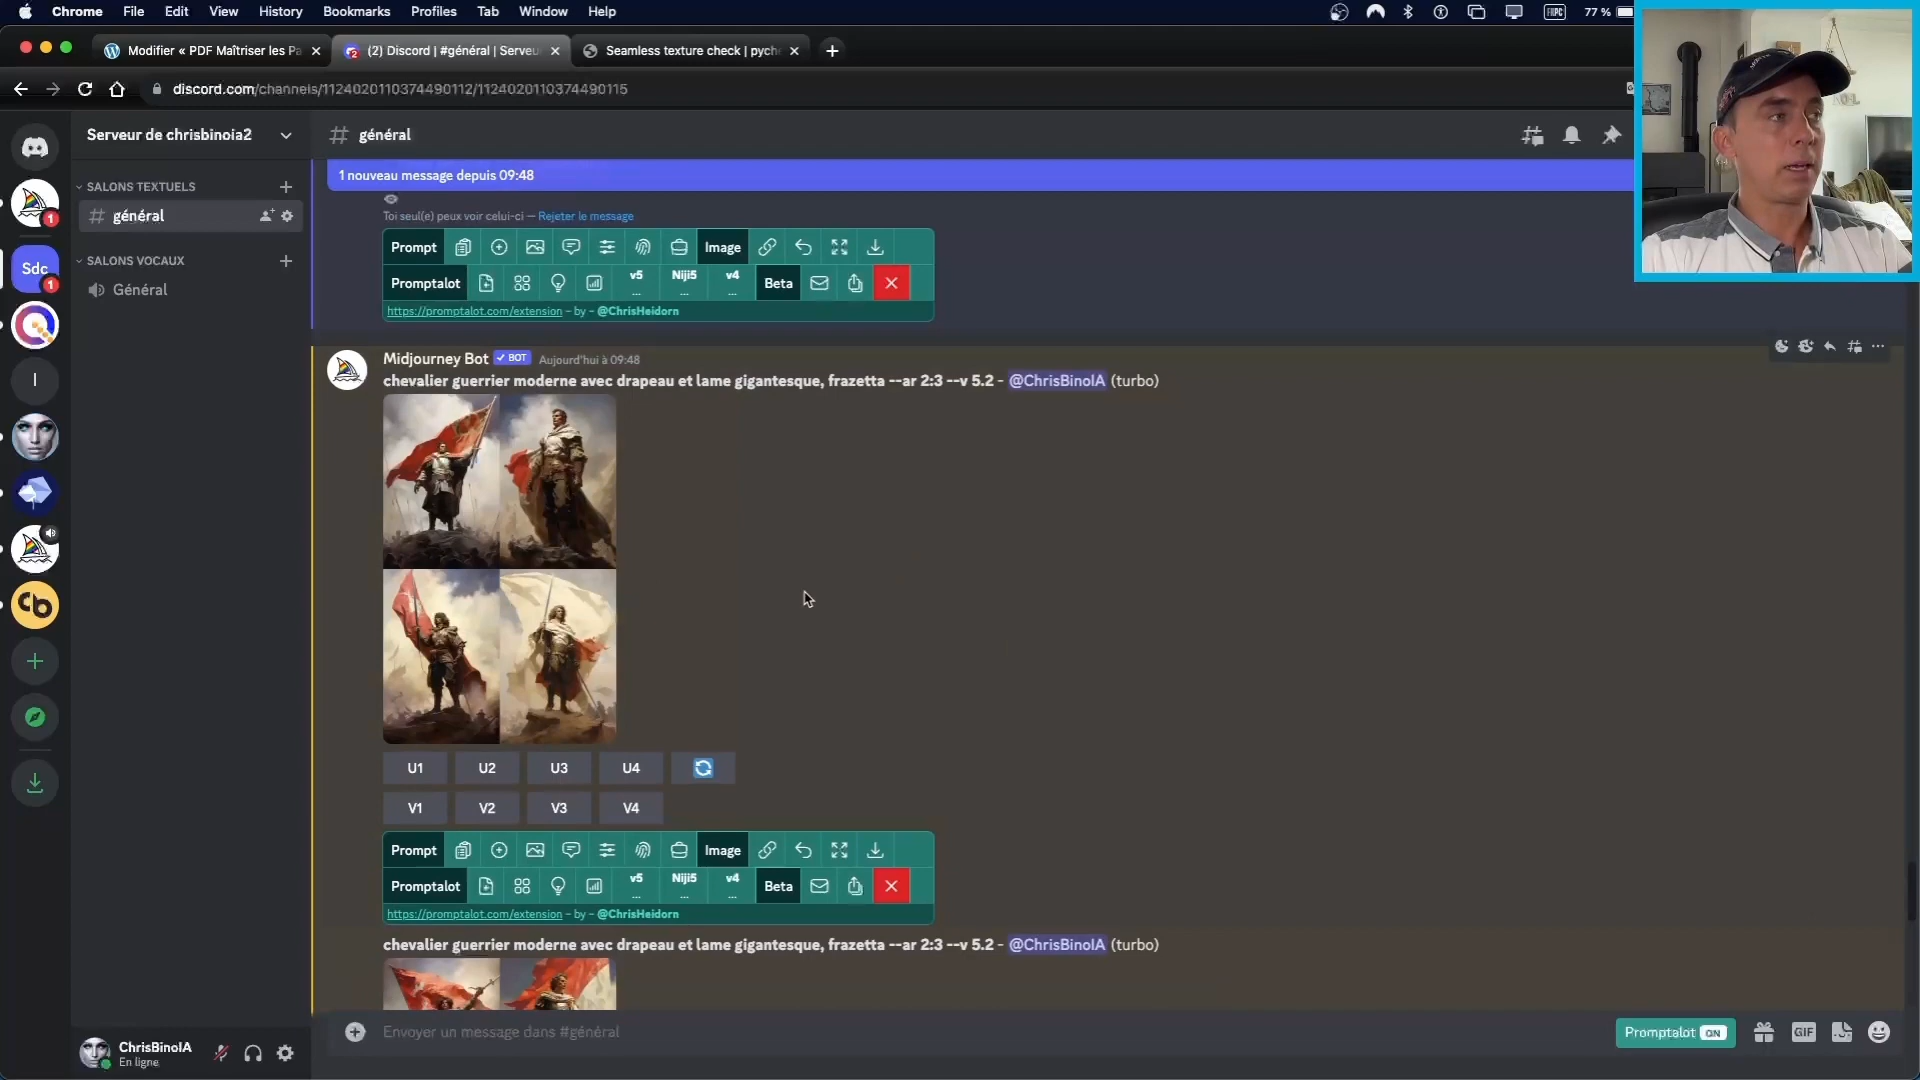 Chrome File Edit View History Bookmarks Profiles Tab Window Help
77 %
Modifier « PDF Maîtriser les Pa
(2) Discord | #général | Serveu
Seamless texture check | pych
discord.com/channels/1124020110374490112/1124020110374490115
Serveur de chrisbinoia2
général
1 nouveau message depuis 09:48
SALONS TEXTUELS
général
Toi seul(e) peux voir celui-ci — Rejeter le message
1
Prompt Image
SALONS VOCAUX
Sdc
1
Promptalot v5 ... Niji5 ... v4 ... Beta
Général
https://promptalot.com/extension - by - @ChrisHeidorn
I
Midjourney Bot BOT Aujourd'hui à 09:48
chevalier guerrier moderne avec drapeau et lame gigantesque, frazetta --ar 2:3 --v 5.2 - @ChrisBinoIA (turbo)
U1 U2 U3 U4
V1 V2 V3 V4
Prompt Image
Promptalot v5 ... Niji5 ... v4 ... Beta
https://promptalot.com/extension - by - @ChrisHeidorn
chevalier guerrier moderne avec drapeau et lame gigantesque, frazetta --ar 2:3 --v 5.2 - @ChrisBinoIA (turbo)
Envoyer un message dans #général
Promptalot ON
GIF
ChrisBinoIA
En ligne